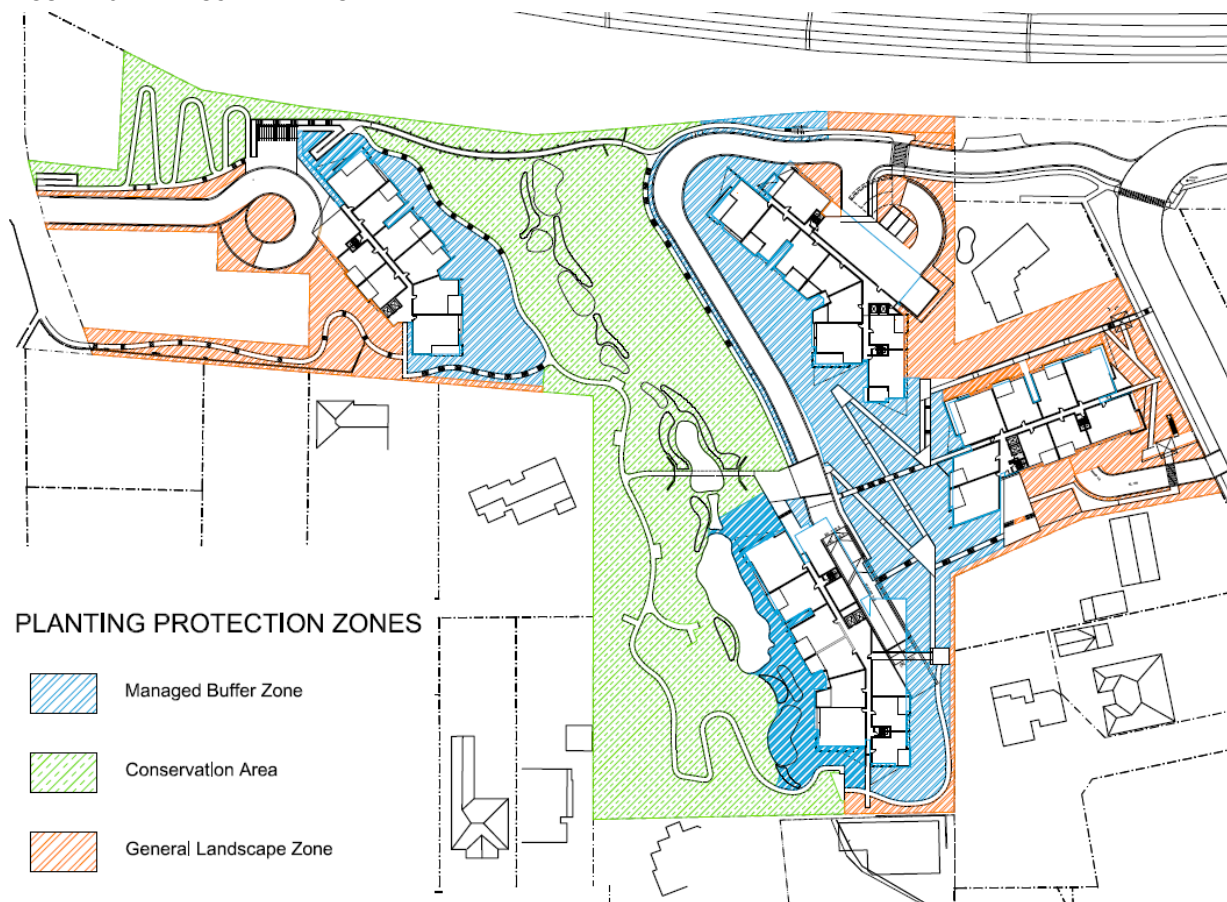 PLANTING PROTECTION ZONES
Managed Buffer Zone
Conservation Area
General Landscape Zone